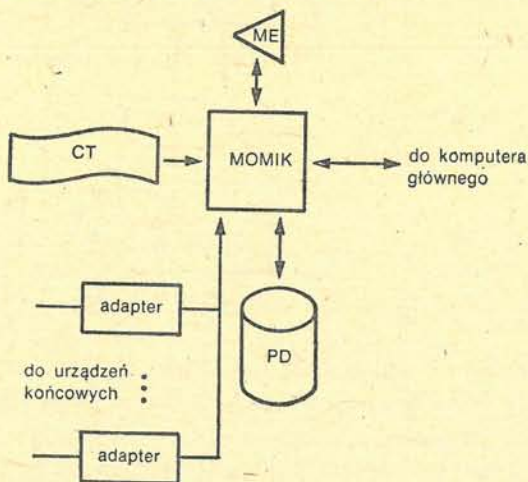 ME
CT
MOMIK
do komputera
głównego
adapter
PD
do urządzeń
końcowych
adapter